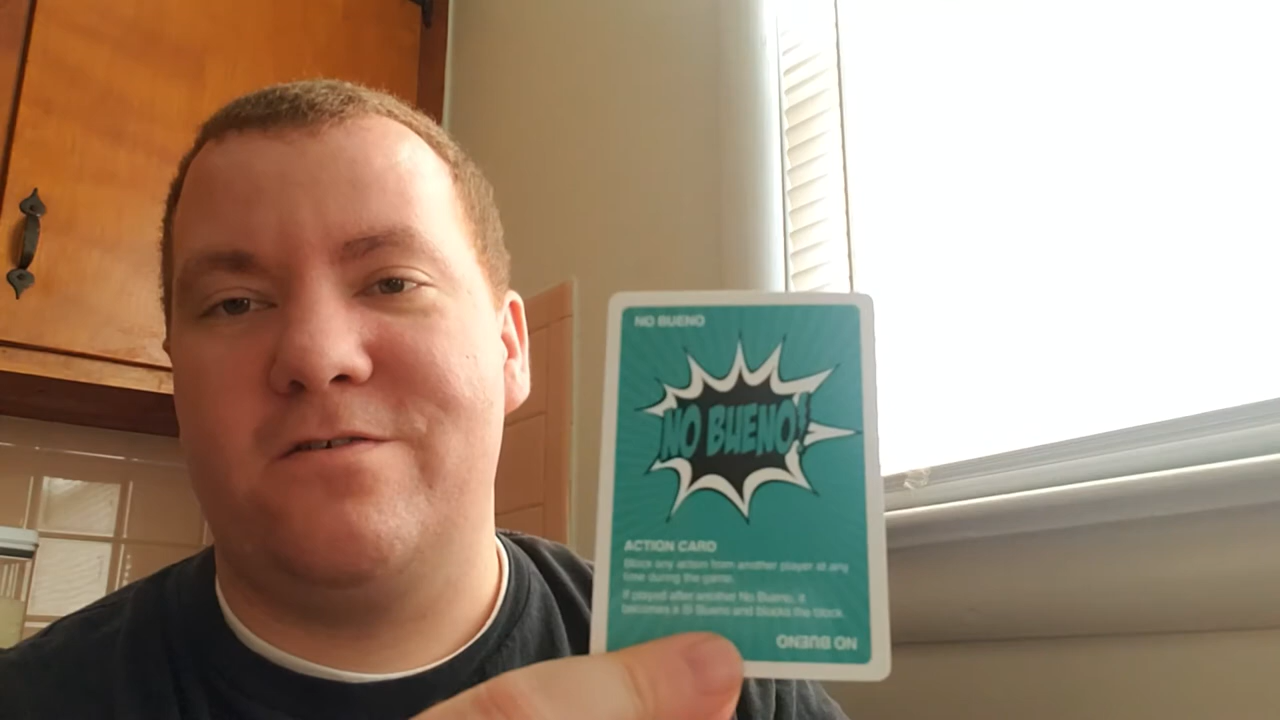 NO BUENO
NO BUENO!
ACTION CARD
Block any action from another player at any
time during the game.
If played after another No Bueno, it
becomes a Si Bueno and blocks the block.
NO BUENO